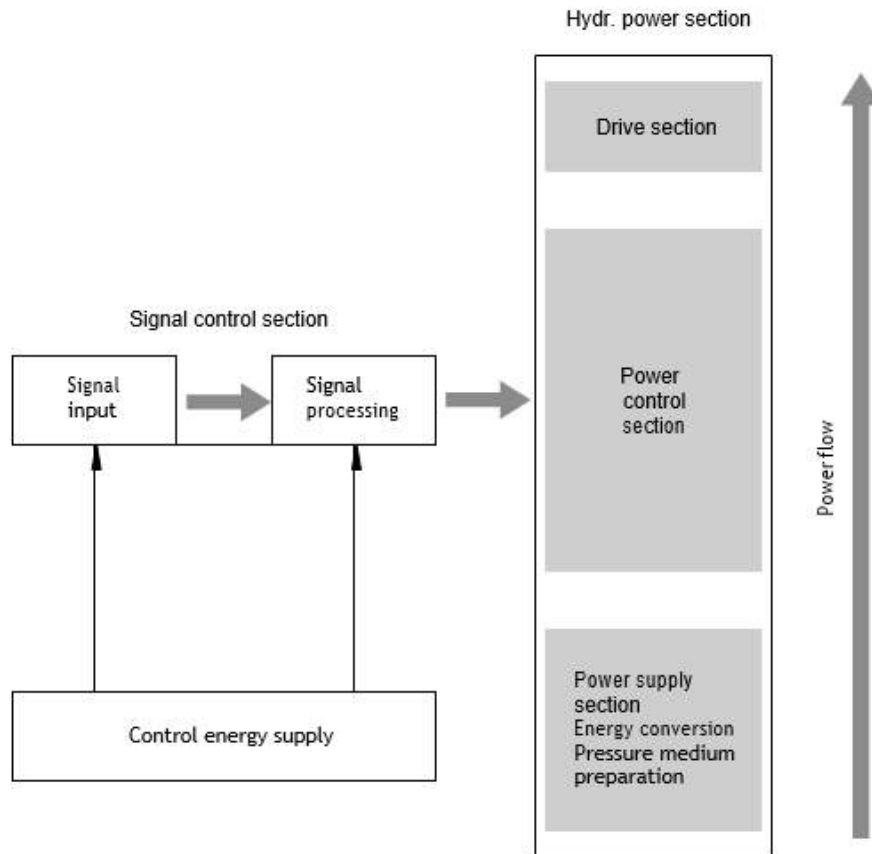 Hydr. power section
Drive section
Signal control section
Signal
input
Signal
processing
Power
control
section
Power flow
Control energy supply
Power supply
section
Energy conversion
Pressure medium
preparation